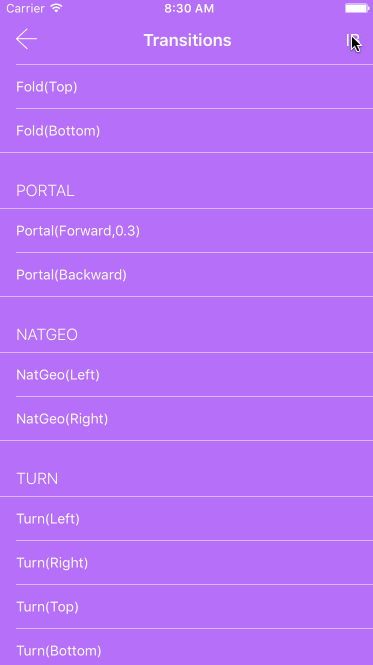 Carrier 8:30 AM
Transitions
Fold(Top)
Fold(Bottom)
PORTAL
Portal(Forward,0.3)
Portal(Backward)
NATGEO
NatGeo(Left)
NatGeo(Right)
TURN
Turn(Left)
Turn(Right)
Turn(Top)
Turn(Bottom)